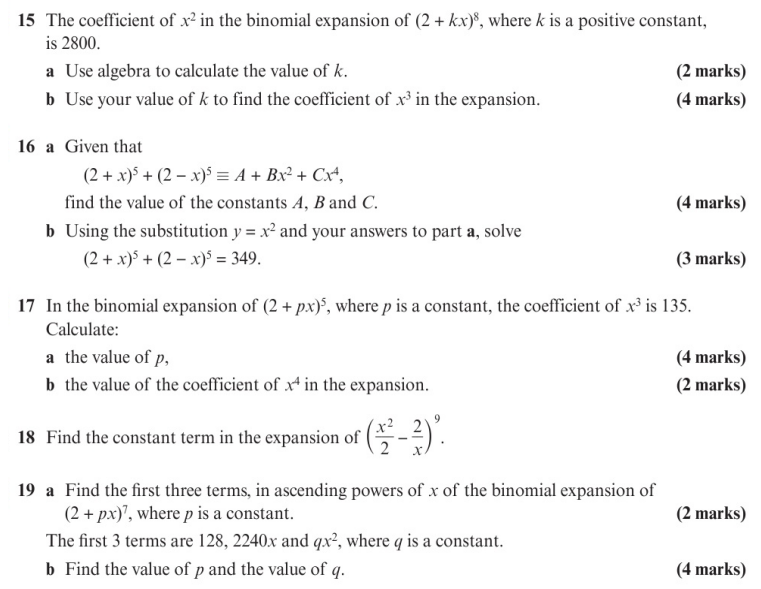 15 The coefficient of x² in the binomial expansion of (2 + kx)⁸, where k is a positive constant,
is 2800.
a Use algebra to calculate the value of k. (2 marks)
b Use your value of k to find the coefficient of x³ in the expansion. (4 marks)
16 a Given that
(2 + x)⁵ + (2 − x)⁵ ≡ A + Bx² + Cx⁴,
find the value of the constants A, B and C. (4 marks)
b Using the substitution y = x² and your answers to part a, solve
(2 + x)⁵ + (2 − x)⁵ = 349. (3 marks)
17 In the binomial expansion of (2 + px)⁵, where p is a constant, the coefficient of x³ is 135.
Calculate:
a the value of p, (4 marks)
b the value of the coefficient of x⁴ in the expansion. (2 marks)
18 Find the constant term in the expansion of (x²/2 − 2/x)⁹.
19 a Find the first three terms, in ascending powers of x of the binomial expansion of
(2 + px)⁷, where p is a constant. (2 marks)
The first 3 terms are 128, 2240x and qx², where q is a constant.
b Find the value of p and the value of q. (4 marks)